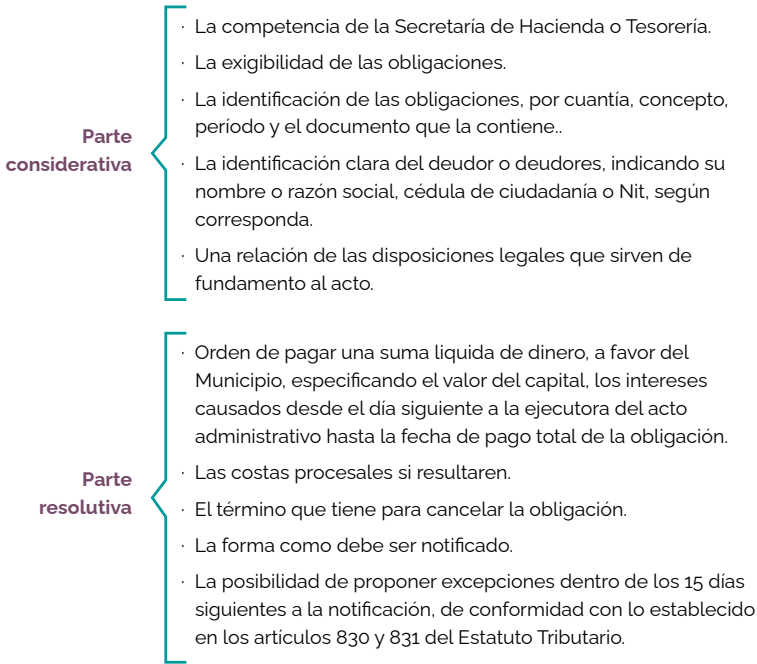 Parte
considerativa
· La competencia de la Secretaría de Hacienda o Tesorería.
· La exigibilidad de las obligaciones.
· La identificación de las obligaciones, por cuantía, concepto,
período y el documento que la contiene..
· La identificación clara del deudor o deudores, indicando su
nombre o razón social, cédula de ciudadanía o Nit, según
corresponda.
· Una relación de las disposiciones legales que sirven de
fundamento al acto.
Parte
resolutiva
· Orden de pagar una suma liquida de dinero, a favor del
Municipio, especificando el valor del capital, los intereses
causados desde el día siguiente a la ejecutora del acto
administrativo hasta la fecha de pago total de la obligación.
· Las costas procesales si resultaren.
· El término que tiene para cancelar la obligación.
· La forma como debe ser notificado.
· La posibilidad de proponer excepciones dentro de los 15 días
siguientes a la notificación, de conformidad con lo establecido
en los artículos 830 y 831 del Estatuto Tributario.